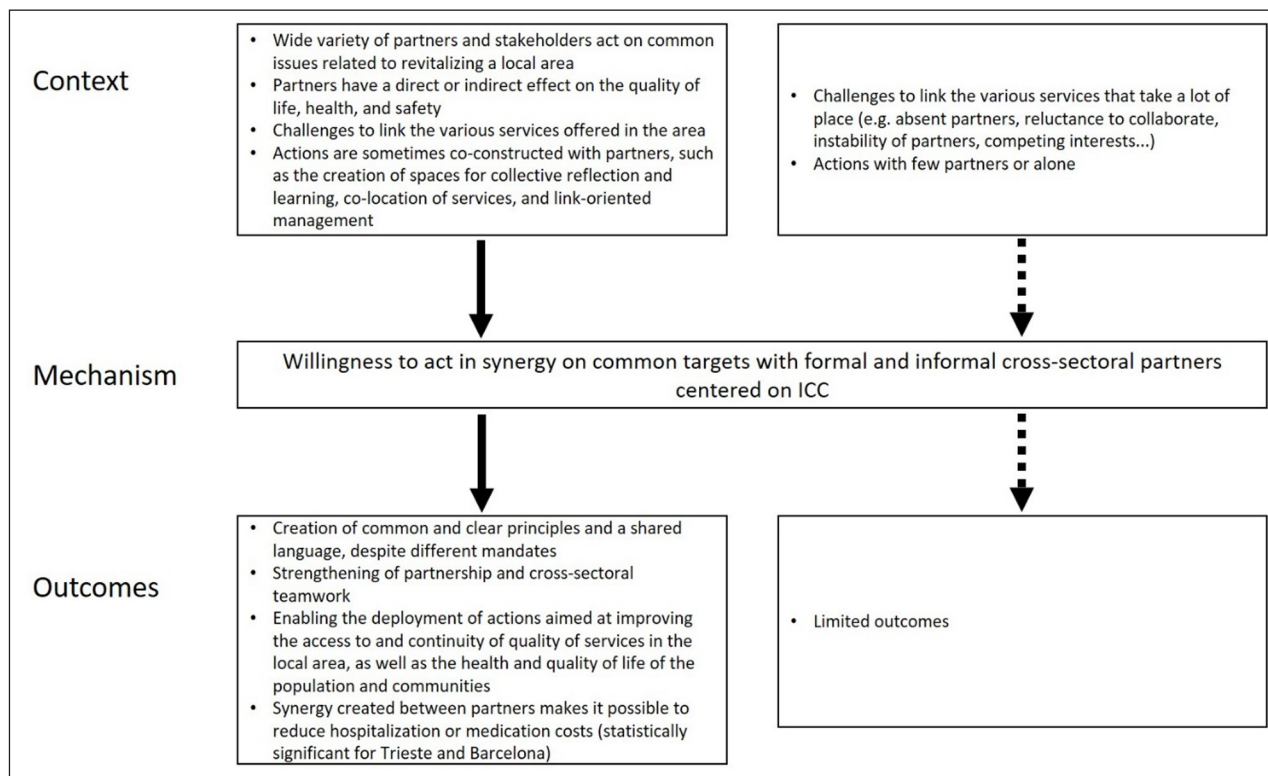 Context
• Wide variety of partners and stakeholders act on common
issues related to revitalizing a local area
• Partners have a direct or indirect effect on the quality of
life, health, and safety
• Challenges to link the various services offered in the area
• Actions are sometimes co-constructed with partners, such
as the creation of spaces for collective reflection and
learning, co-location of services, and link-oriented
management
• Challenges to link the various services that take a lot of
place (e.g. absent partners, reluctance to collaborate,
instability of partners, competing interests...)
• Actions with few partners or alone
Mechanism
Willingness to act in synergy on common targets with formal and informal cross-sectoral partners
centered on ICC
Outcomes
• Creation of common and clear principles and a shared
language, despite different mandates
• Strengthening of partnership and cross-sectoral
teamwork
• Enabling the deployment of actions aimed at improving
the access to and continuity of quality of services in the
local area, as well as the health and quality of life of the
population and communities
• Synergy created between partners makes it possible to
reduce hospitalization or medication costs (statistically
significant for Trieste and Barcelona)
• Limited outcomes